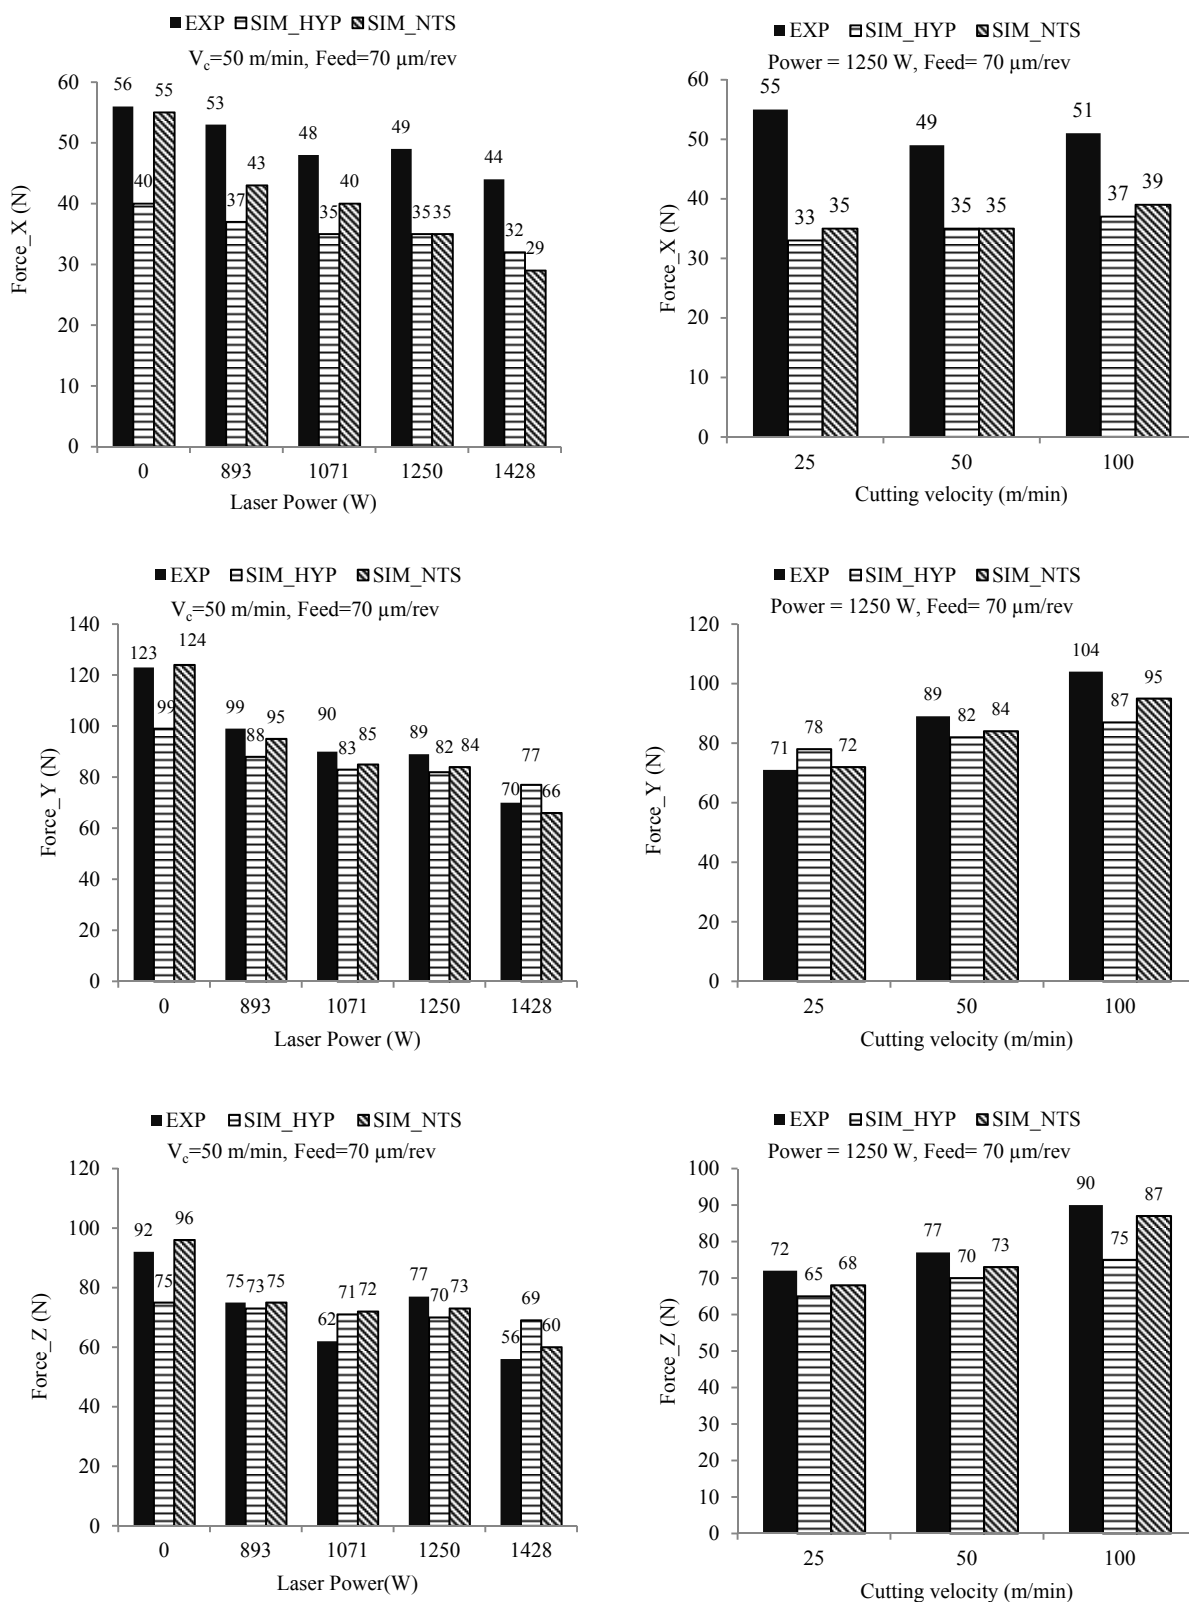 EXP SIM_HYP SIM_NTS
Vc=50 m/min, Feed=70 µm/rev
60
50
40
30
20
10
0
Force_X (N)
56 40 55
53 37 43
48 35 40
49 35 35
44 32 29
0 893 1071 1250 1428
Laser Power (W)
EXP SIM_HYP SIM_NTS
Power = 1250 W, Feed= 70 µm/rev
60
50
40
30
20
10
0
Force_X (N)
55 33 35
49 35 35
51 37 39
25 50 100
Cutting velocity (m/min)
EXP SIM_HYP SIM_NTS
Vc=50 m/min, Feed=70 µm/rev
140
120
100
80
60
40
20
0
Force_Y (N)
123 99 124
99 88 95
90 83 85
89 82 84
70 77 66
0 893 1071 1250 1428
Laser Power (W)
EXP SIM_HYP SIM_NTS
Power = 1250 W, Feed= 70 µm/rev
120
100
80
60
40
20
0
Force_Y (N)
71 78 72
89 82 84
104 87 95
25 50 100
Cutting velocity (m/min)
EXP SIM_HYP SIM_NTS
Vc=50 m/min, Feed=70 µm/rev
120
100
80
60
40
20
0
Force_Z (N)
92 75 96
75 73 75
62 71 72
77 70 73
56 69 60
0 893 1071 1250 1428
Laser Power(W)
EXP SIM_HYP SIM_NTS
Power = 1250 W, Feed= 70 µm/rev
100
90
80
70
60
50
40
30
20
10
0
Force_Z (N)
72 65 68
77 70 73
90 75 87
25 50 100
Cutting velocity (m/min)